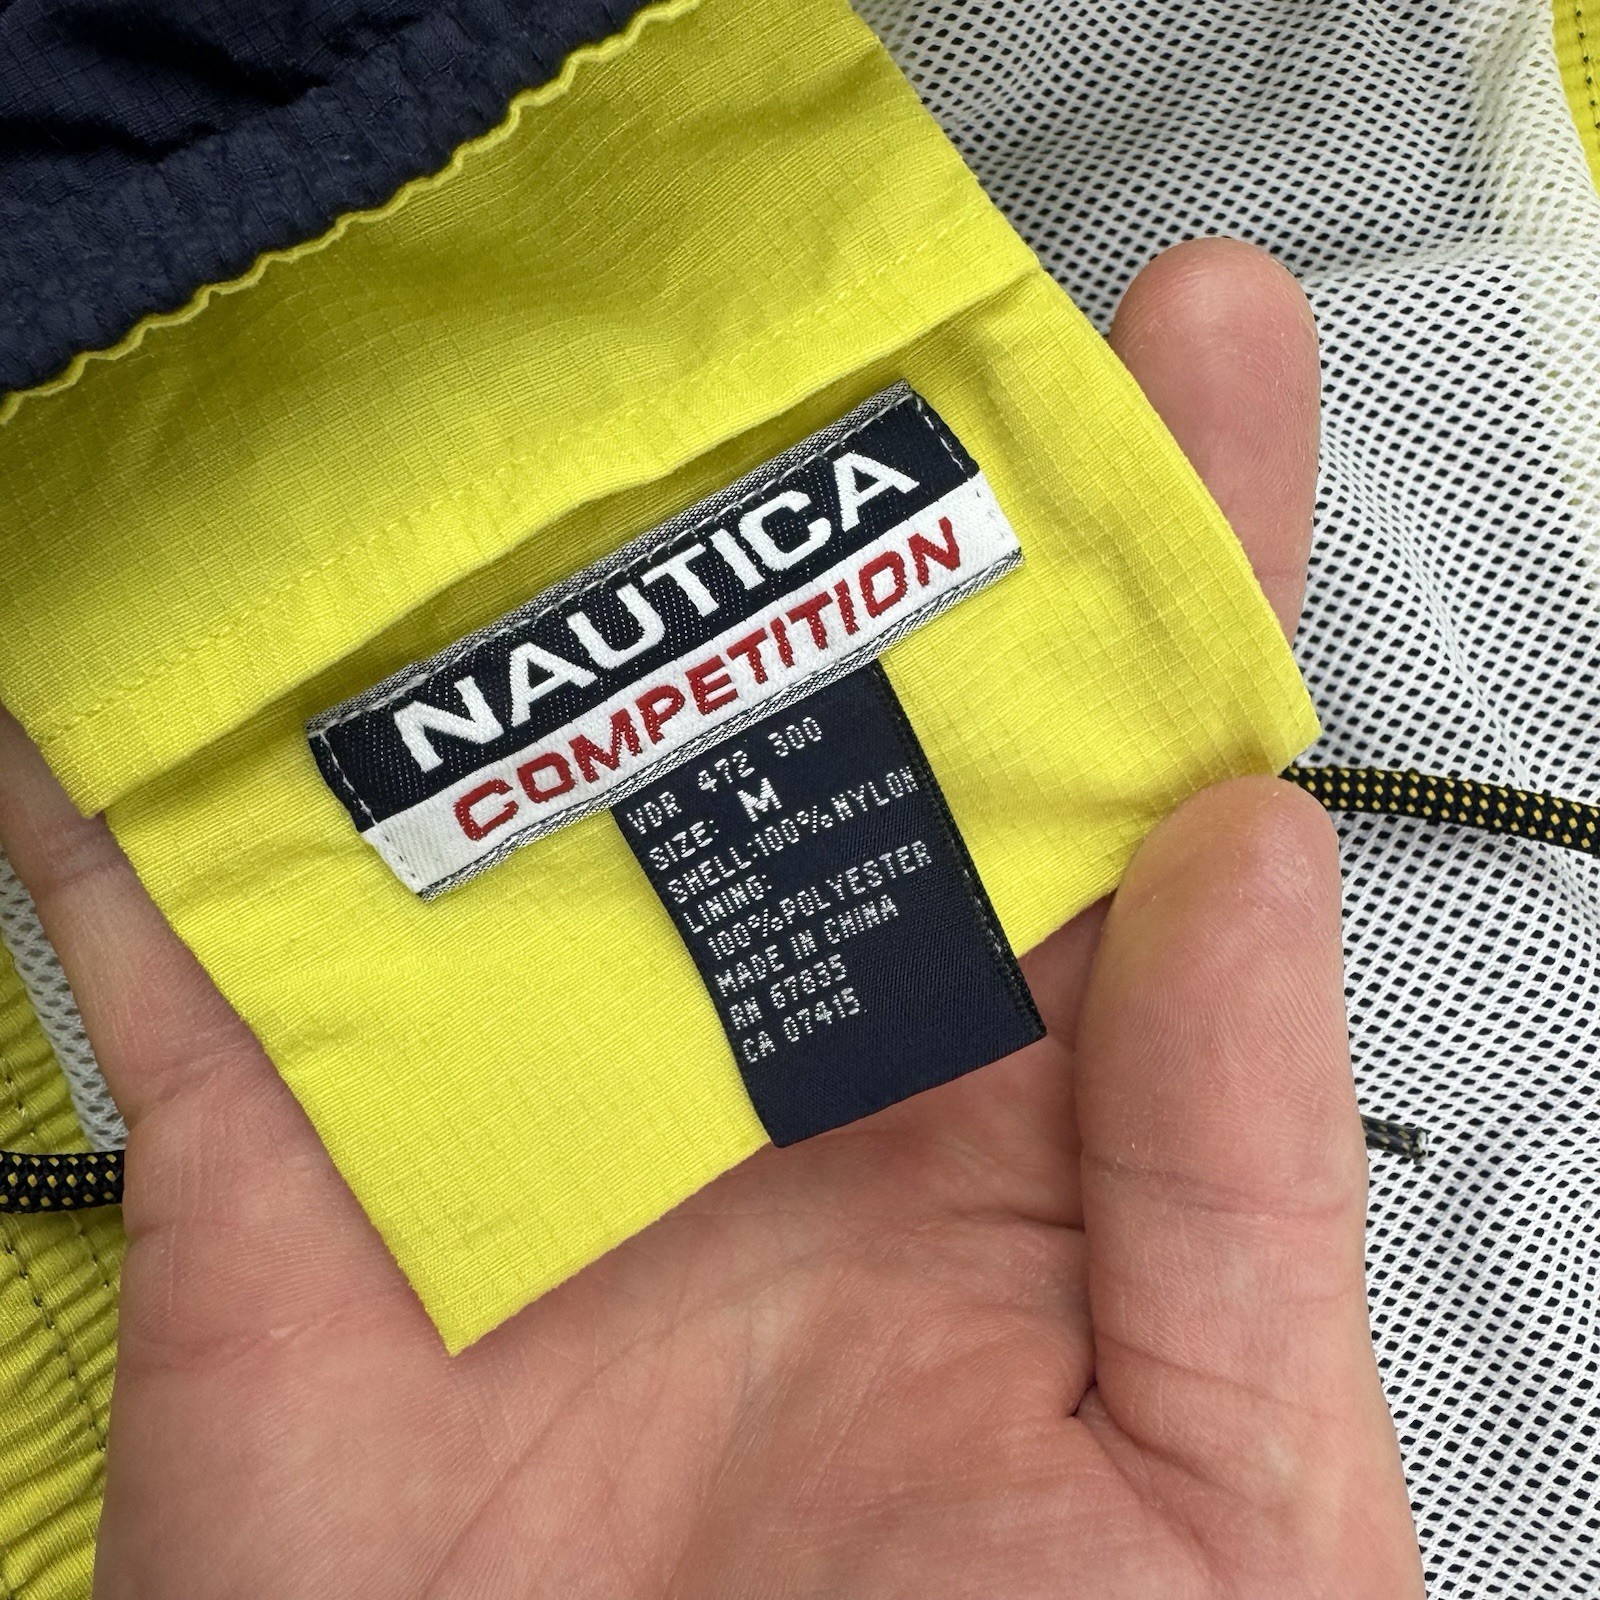 NAUTICA
COMPETITION
VDR 472 300
SIZE: M
SHELL:100%NYLON
LINING:
100%POLYESTER
MADE IN CHINA
RN 67835
CA 07415